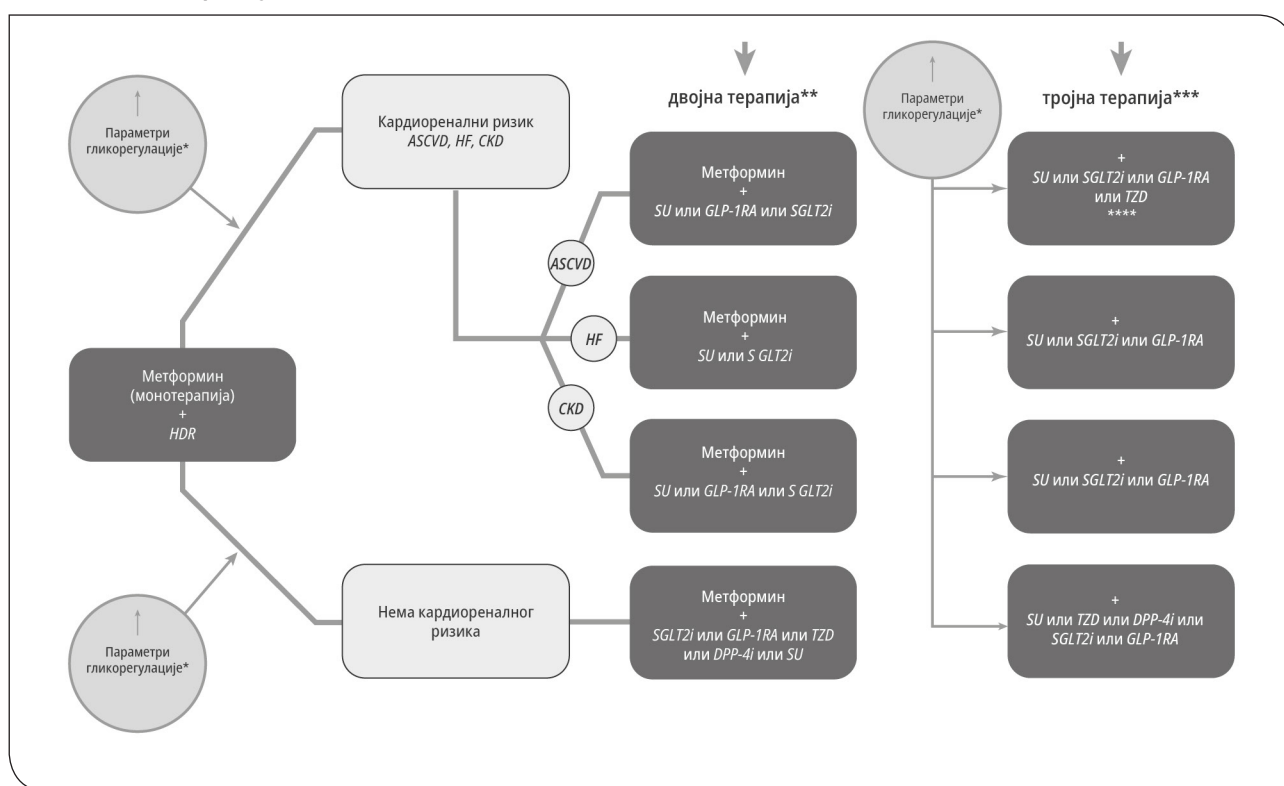 Параметри
гликорегулације*
Кардиоренални ризик
ASCVD, HF, CKD
Метформин
(монотерапија)
+
HDR
Параметри
гликорегулације*
Нема кардиореналног
ризика
ASCVD
HF
CKD
двојна терапија**
Метформин
+
SU или GLP-1RA или SGLT2i
Метформин
+
SU или S GLT2i
Метформин
+
SU или GLP-1RA или S GLT2i
Метформин
+
SGLT2i или GLP-1RA или TZD
или DPP-4i или SU
Параметри
гликорегулације*
тројна терапија***
+
SU или SGLT2i или GLP-1RA
или TZD
****
+
SU или SGLT2i или GLP-1RA
+
SU или SGLT2i или GLP-1RA
+
SU или TZD или DPP-4i или
SGLT2i или GLP-1RA